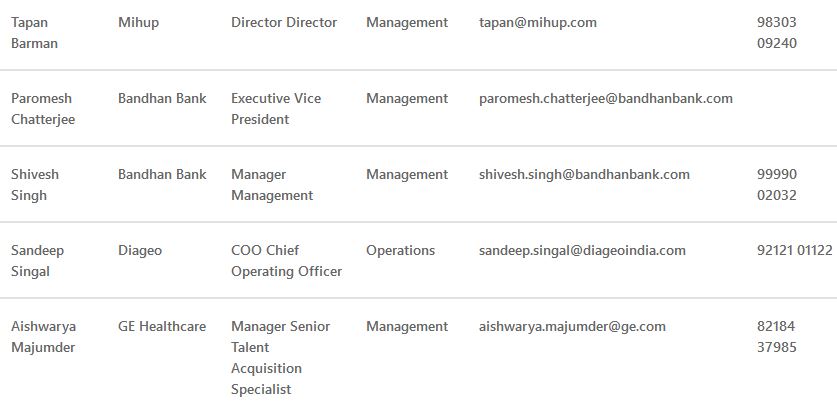 Tapan Barman Mihup Director Director Management tapan@mihup.com 98303 09240
Paromesh Chatterjee Bandhan Bank Executive Vice President Management paromesh.chatterjee@bandhanbank.com
Shivesh Singh Bandhan Bank Manager Management Management shivesh.singh@bandhanbank.com 99990 02032
Sandeep Singal Diageo COO Chief Operating Officer Operations sandeep.singal@diageoindia.com 92121 01122
Aishwarya Majumder GE Healthcare Manager Senior Talent Acquisition Specialist Management aishwarya.majumder@ge.com 82184 37985